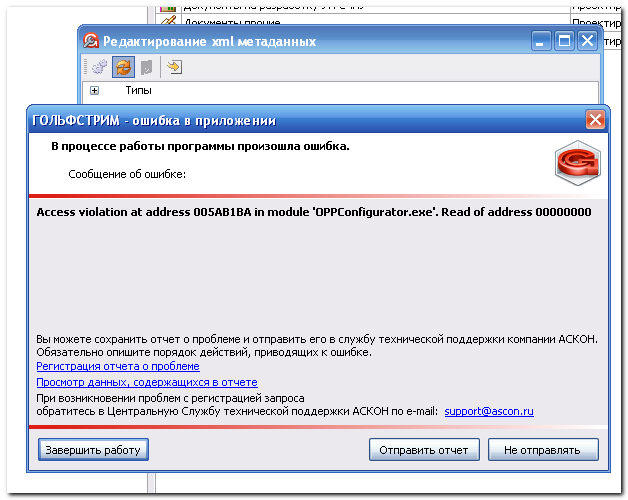 Документы прочие
Проектир
Редактирование xml метаданных
Типы
ГОЛЬФСТРИМ - ошибка в приложении
В процессе работы программы произошла ошибка.
Сообщение об ошибке:
Access violation at address 005AB1BA in module 'OPPConfigurator.exe'. Read of address 00000000
Вы можете сохранить отчет о проблеме и отправить его в службу технической поддержки компании АСКОН.
Обязательно опишите порядок действий, приводящих к ошибке.
Регистрация отчета о проблеме
Просмотр данных, содержащихся в отчете
При возникновении проблем с регистрацией запроса
обратитесь в Центральную Службу технической поддержки АСКОН по e-mail: support@ascon.ru
Завершить работу
Отправить отчет
Не отправлять